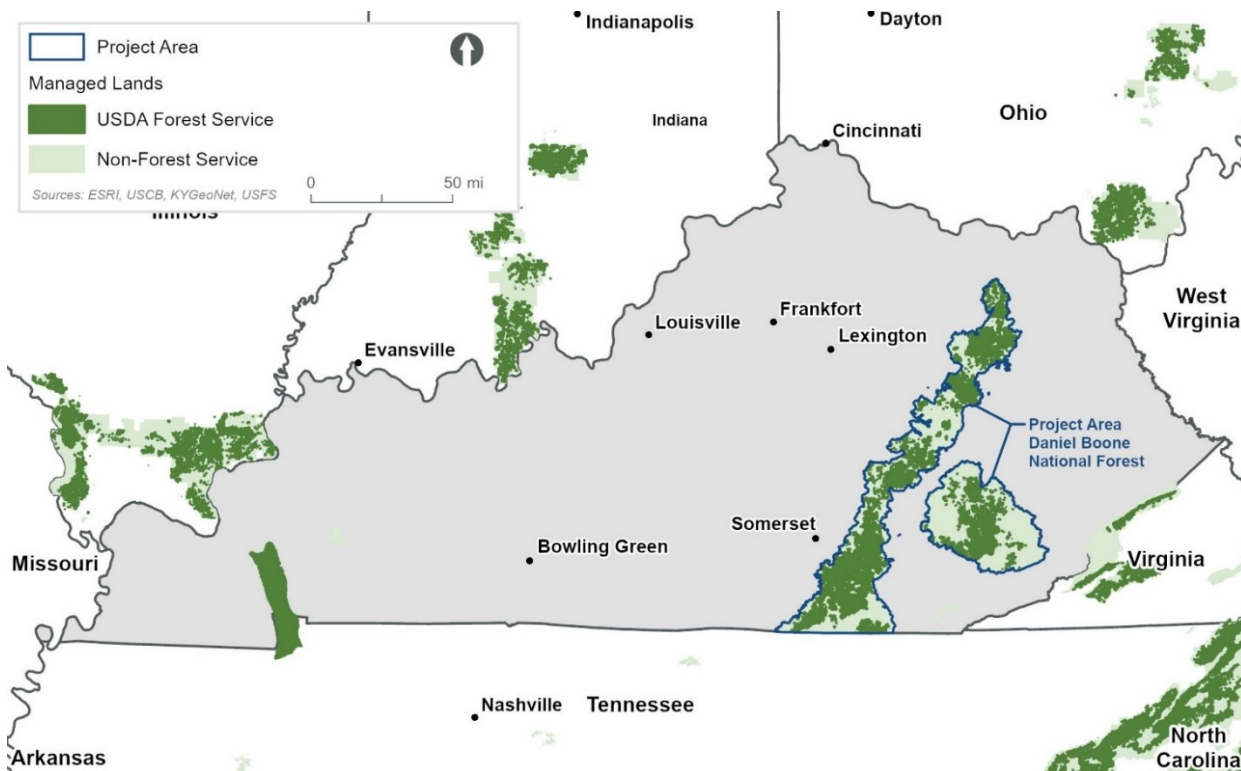 Project Area
Managed Lands
USDA Forest Service
Non-Forest Service
Sources: ESRI, USCB, KYGeoNet, USFS
0
50 mi
Indianapolis
Dayton
Ohio
Indiana
Cincinnati
Illinois
West
Virginia
Frankfort
Louisville
Lexington
Evansville
Project Area
Daniel Boone
National Forest
Somerset
Bowling Green
Missouri
Virginia
Nashville
Tennessee
North
Carolina
Arkansas